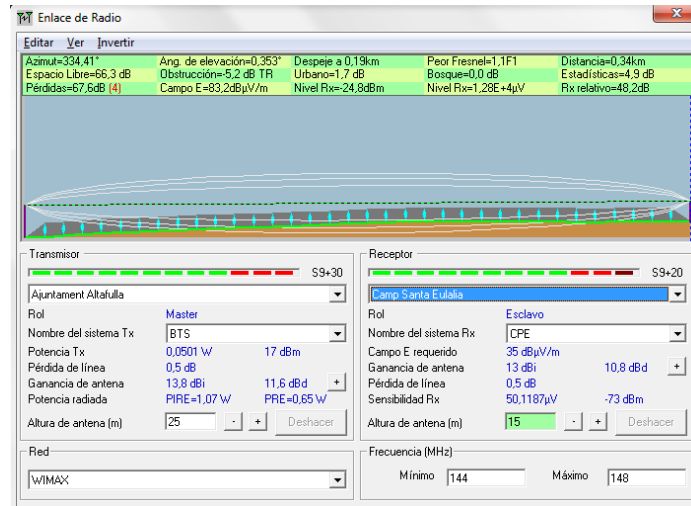 Enlace de Radio
Editar Ver Invertir
Azimut=334,41° Ang. de elevación=0,353° Despeje a 0,19km Peor Fresnel=1,1F1 Distancia=0,34km
Espacio Libre=66,3 dB Obstrucción=-5,2 dB TR Urbano=1,7 dB Bosque=0,0 dB Estadísticas=4,9 dB
Pérdidas=67,6dB (4) Campo E=83,2dBµV/m Nivel Rx=-24,8dBm Nivel Rx=1,28E+4µV Rx relativo=48,2dB
Transmisor
S9+30
Ajuntament Altafulla
Rol Master
Nombre del sistema Tx BTS
Potencia Tx 0,0501 W 17 dBm
Pérdida de línea 0,5 dB
Ganancia de antena 13,8 dBi 11,6 dBd +
Potencia radiada PIRE=1,07 W PRE=0,65 W
Altura de antena (m) 25 - + Deshacer
Red
WIMAX
Receptor
S9+20
Camp Santa Eulalia
Rol Esclavo
Nombre del sistema Rx CPE
Campo E requerido 35 dBµV/m
Ganancia de antena 13 dBi 10,8 dBd +
Pérdida de línea 0,5 dB
Sensibilidad Rx 50,1187µV -73 dBm
Altura de antena (m) 15 - + Deshacer
Frecuencia (MHz)
Mínimo 144 Máximo 148